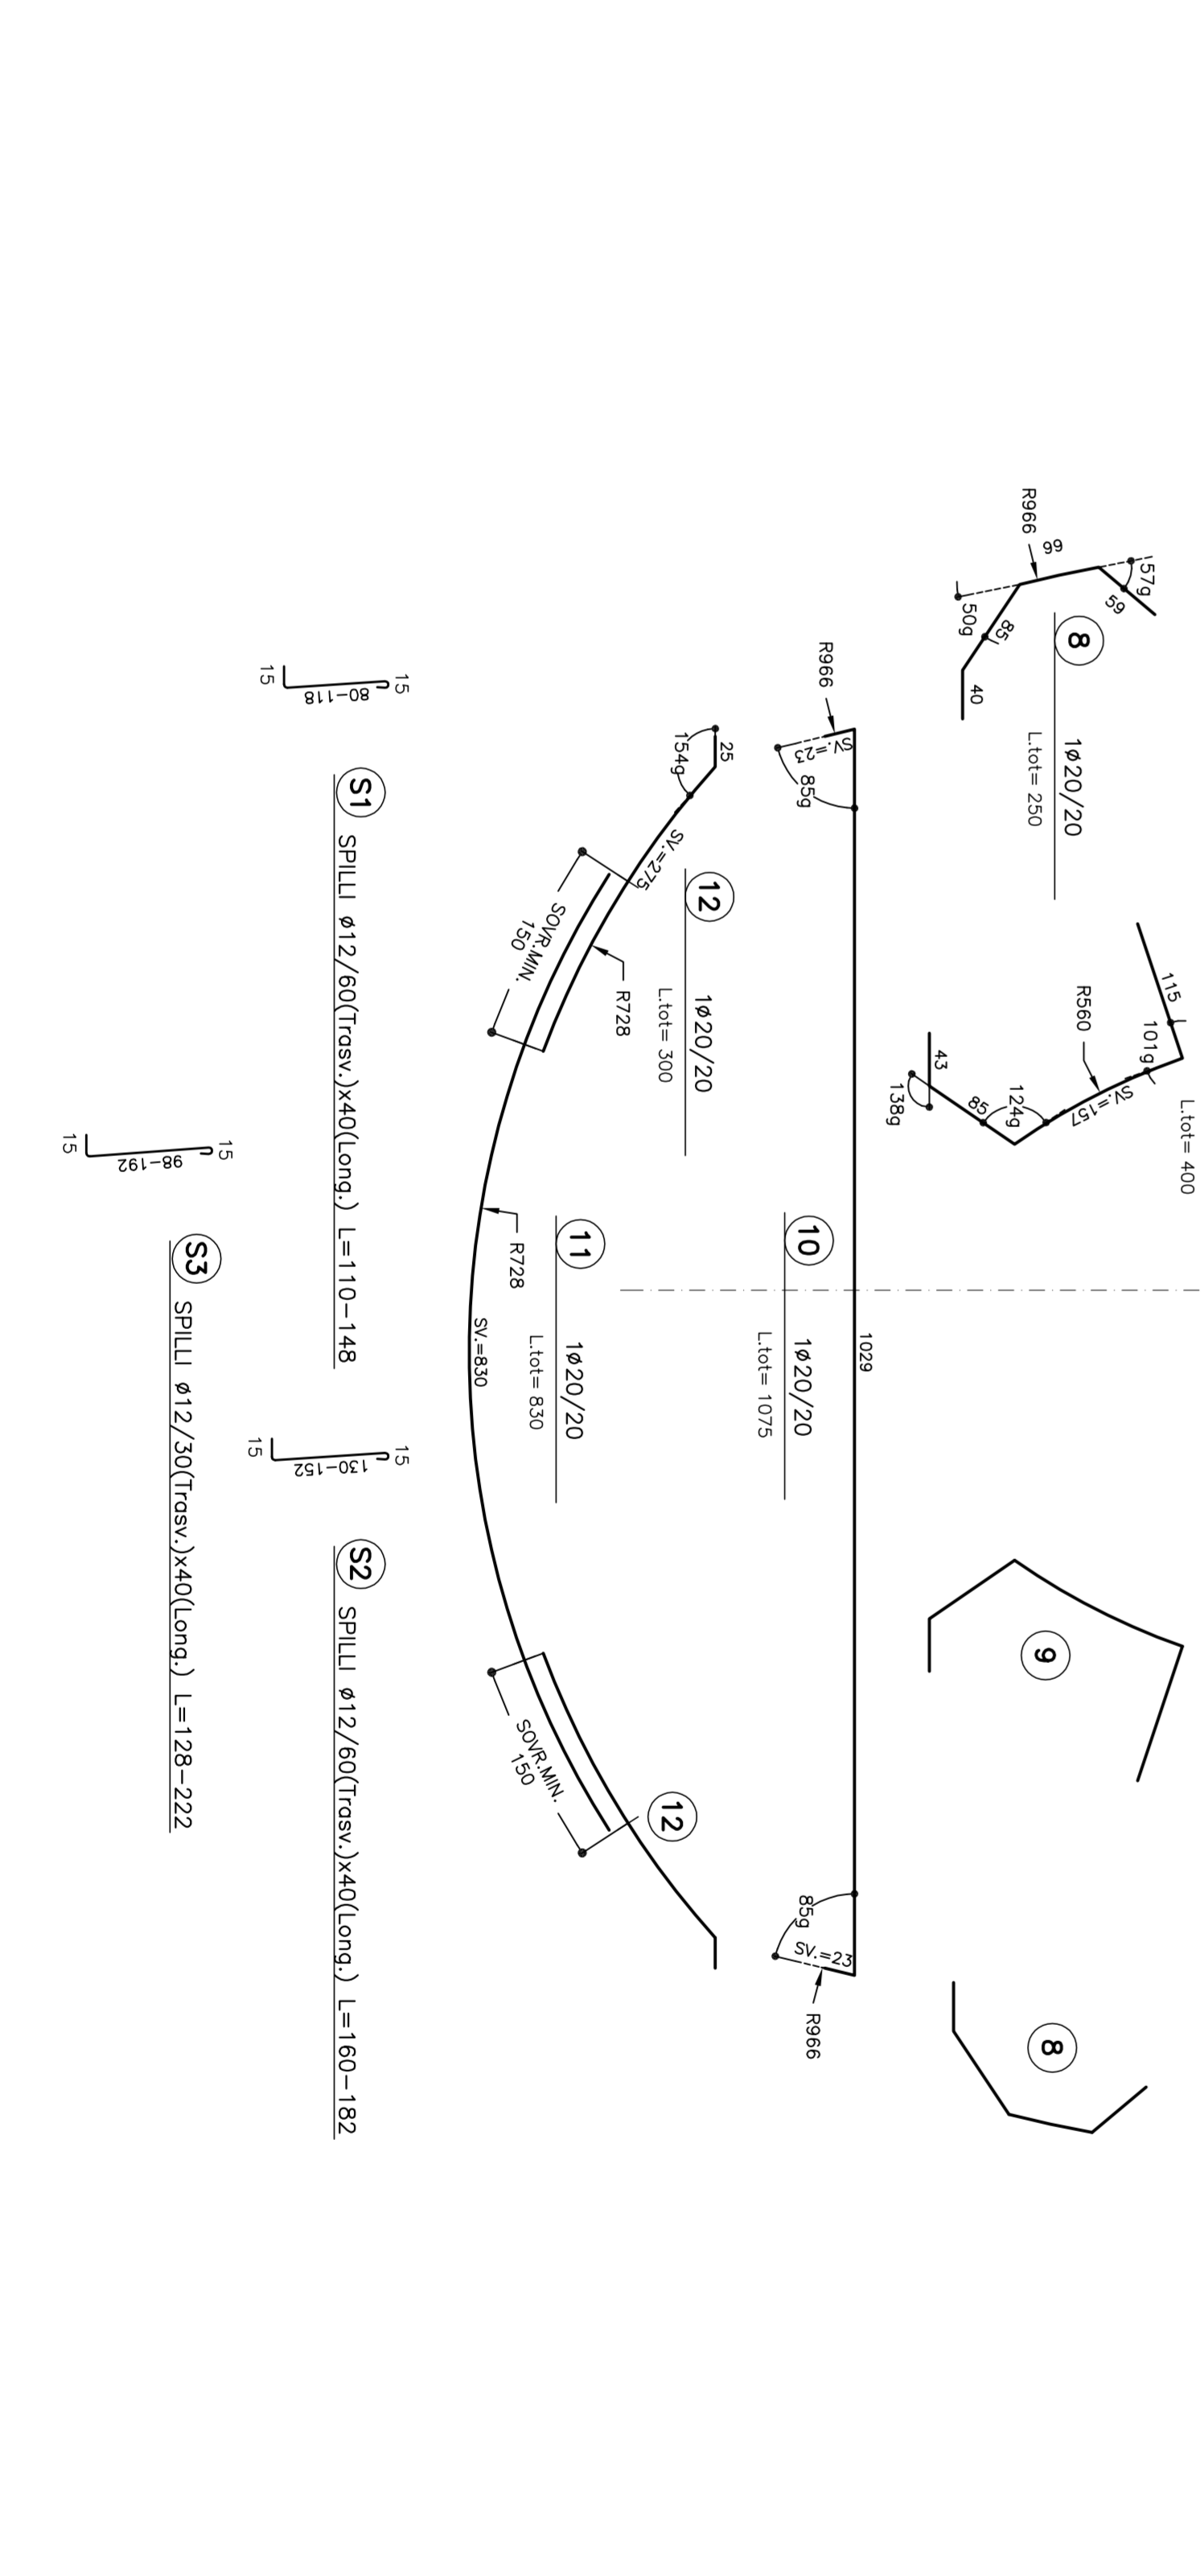 57g
59
66
R966
50g
85
40
8
1ø20/20
L.tot= 250
115
L.tot= 400
101g
R560
SV.=157
124g
85
43
138g
9
8
R966
SV.=23
85g
10
1ø20/20
L.tot= 1075
1029
85g
SV.=23
R966
25
154g
SV.=275
12
1ø20/20
L.tot= 300
R728
SOVR.MIN.
150
11
1ø20/20
L.tot= 830
R728
SV.=830
12
SOVR.MIN.
150
15
80-118
15
S1 SPILLI ø12/60(Trasv.)x40(Long.) L=110-148
15
130-152
15
S2 SPILLI ø12/60(Trasv.)x40(Long.) L=160-182
15
98-192
15
S3 SPILLI ø12/30(Trasv.)x40(Long.) L=128-222